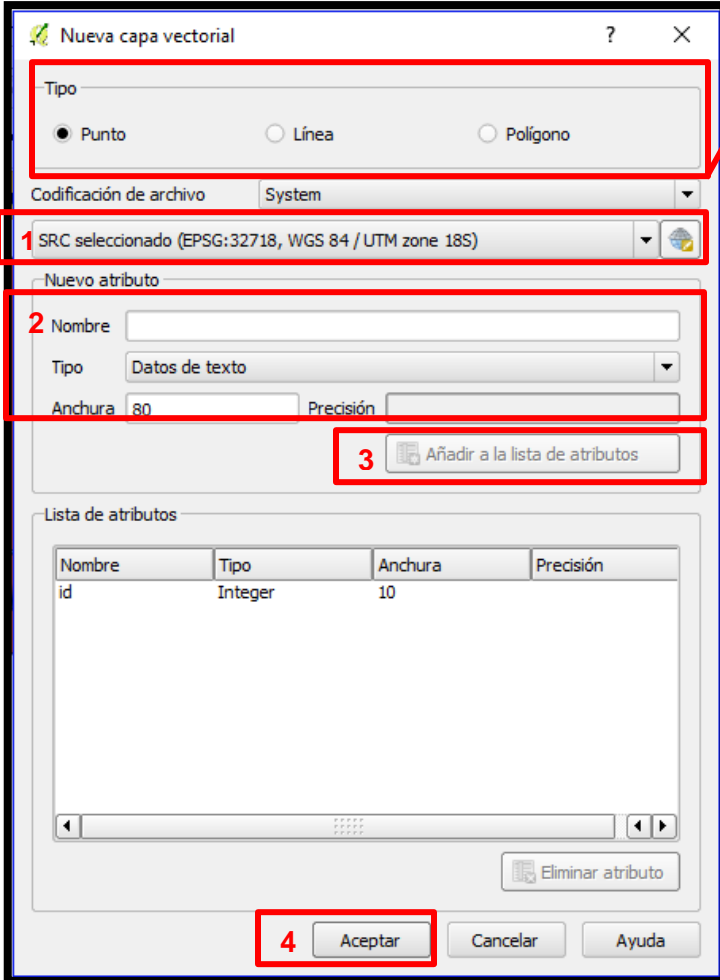 Nueva capa vectorial ? ×
Tipo
Punto Línea Polígono
Codificación de archivo System
1 SRC seleccionado (EPSG:32718, WGS 84 / UTM zone 18S)
Nuevo atributo
2 Nombre
Tipo Datos de texto
Anchura 80 Precisión
3 Añadir a la lista de atributos
Lista de atributos
Nombre Tipo Anchura Precisión
id Integer 10
Eliminar atributo
4 Aceptar Cancelar Ayuda